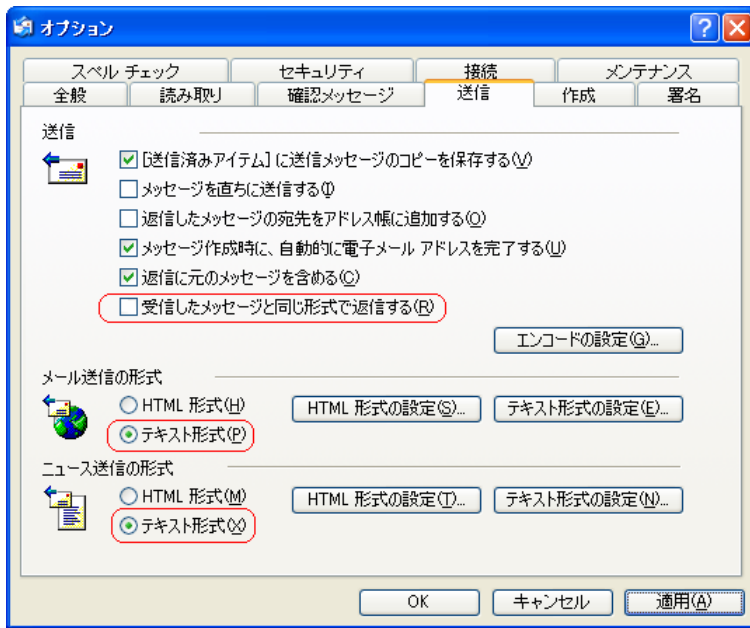 オプション
スペル チェック セキュリティ 接続 メンテナンス
全般 読み取り 確認メッセージ 送信 作成 署名
送信
[送信済みアイテム] に送信メッセージのコピーを保存する(V)
メッセージを直ちに送信する(I)
返信したメッセージの宛先をアドレス帳に追加する(O)
メッセージ作成時に、自動的に電子メール アドレスを完了する(U)
返信に元のメッセージを含める(C)
受信したメッセージと同じ形式で返信する(R)
エンコードの設定(G)...
メール送信の形式
HTML 形式(H) HTML 形式の設定(S)... テキスト形式の設定(E)...
テキスト形式(P)
ニュース送信の形式
HTML 形式(M) HTML 形式の設定(T)... テキスト形式の設定(N)...
テキスト形式(X)
OK キャンセル 適用(A)